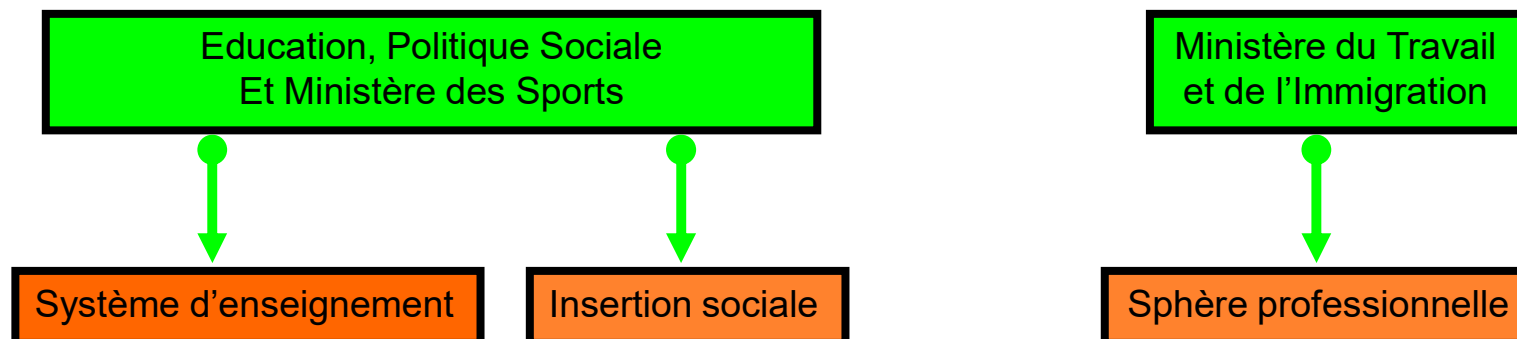 Education, Politique Sociale
Et Ministère des Sports
Ministère du Travail
et de l’Immigration
Système d’enseignement
Insertion sociale
Sphère professionnelle